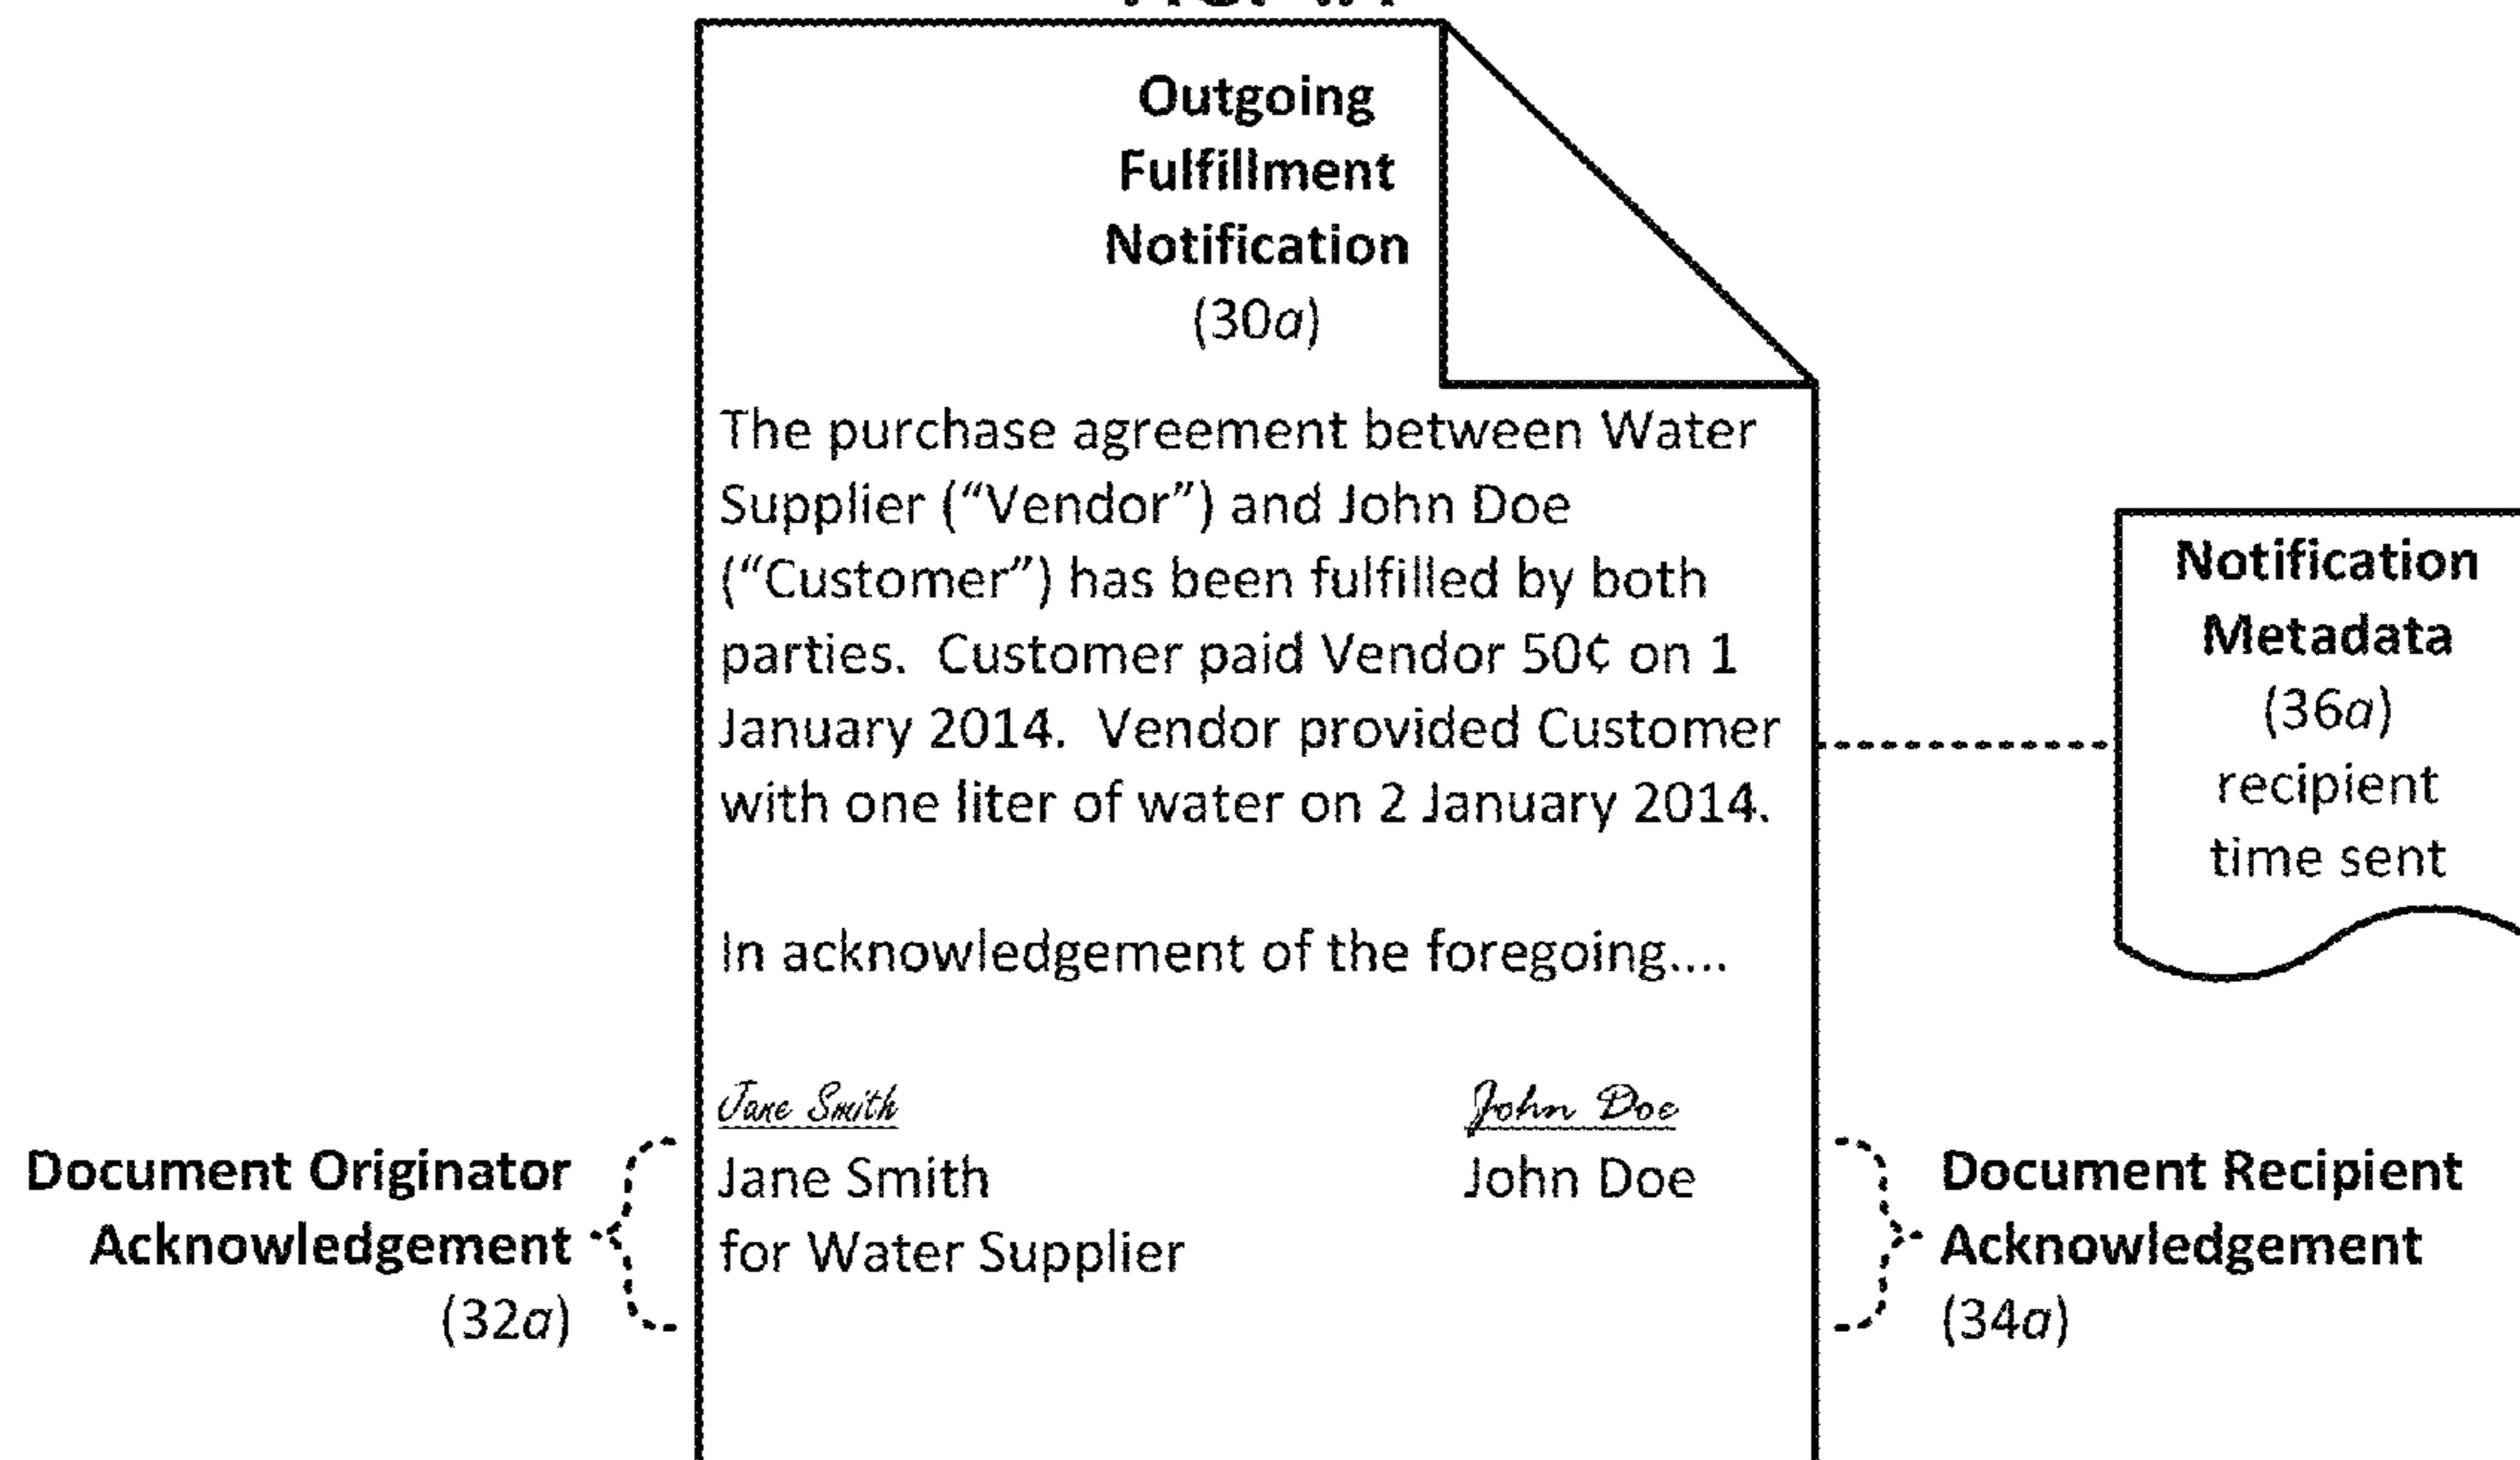 Outgoing
Fulfillment
Notification
(30a)
The purchase agreement between Water
Supplier (“Vendor”) and John Doe
(“Customer”) has been fulfilled by both
parties.  Customer paid Vendor 50¢ on 1
January 2014.  Vendor provided Customer
with one liter of water on 2 January 2014.
In acknowledgement of the foregoing....
Jane Smith
John Doe
Jane Smith
John Doe
for Water Supplier
Notification
Metadata
(36a)
recipient
time sent
Document Originator
Acknowledgement
(32a)
Document Recipient
Acknowledgement
(34a)